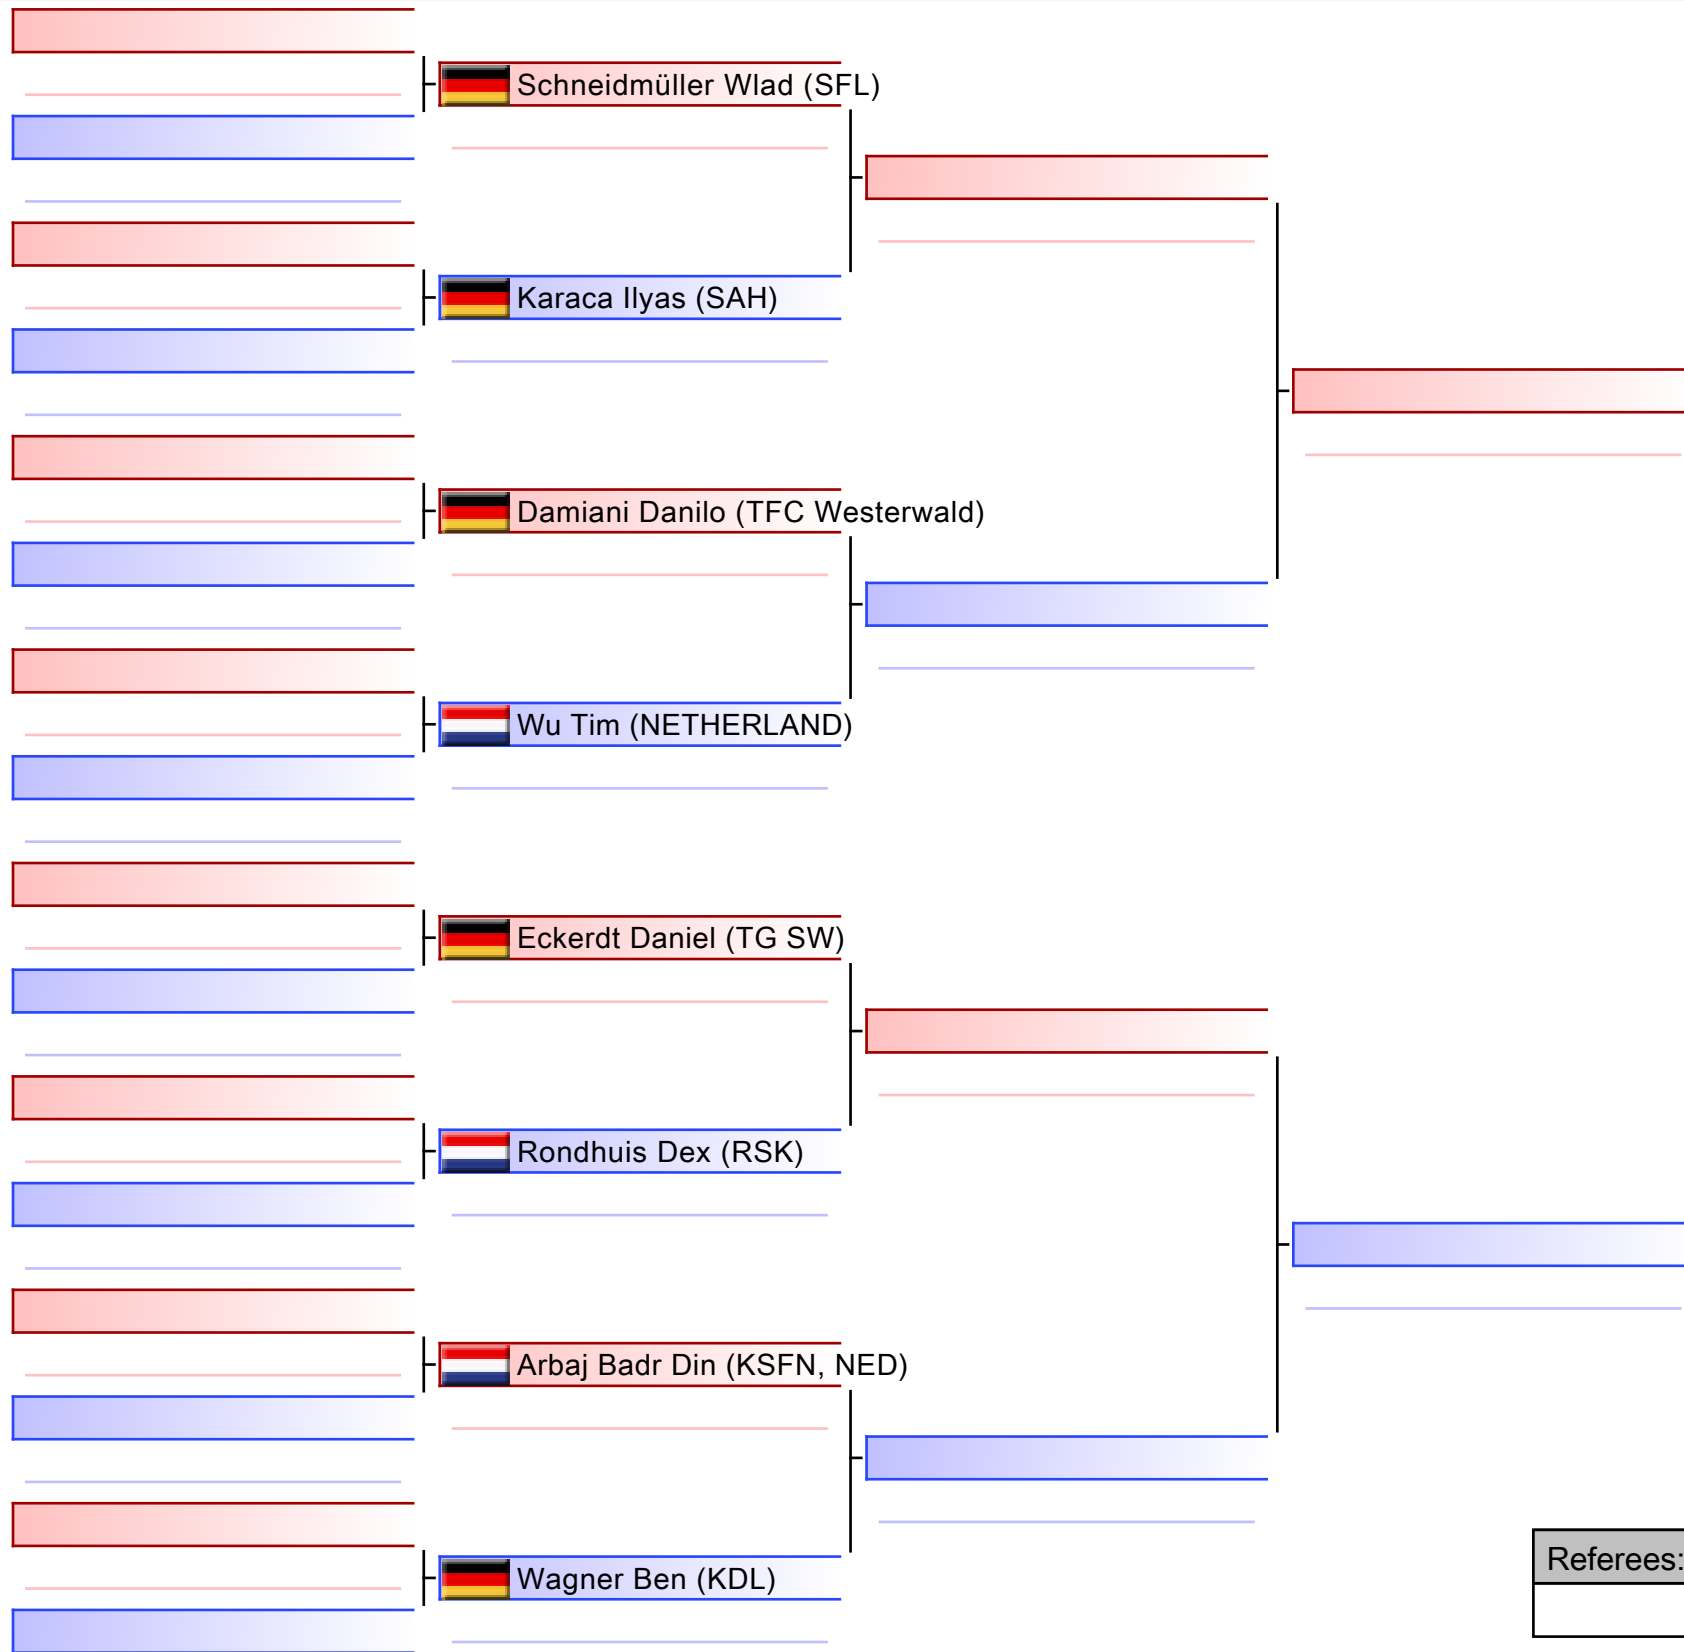 Schneidmüller Wlad (SFL)
Karaca Ilyas (SAH)
Damiani Danilo (TFC Westerwald)
Wu Tim (NETHERLAND)
Eckerdt Daniel (TG SW)
Rondhuis Dex (RSK)
Arbaj Badr Din (KSFN, NED)
Wagner Ben (KDL)
Referees: